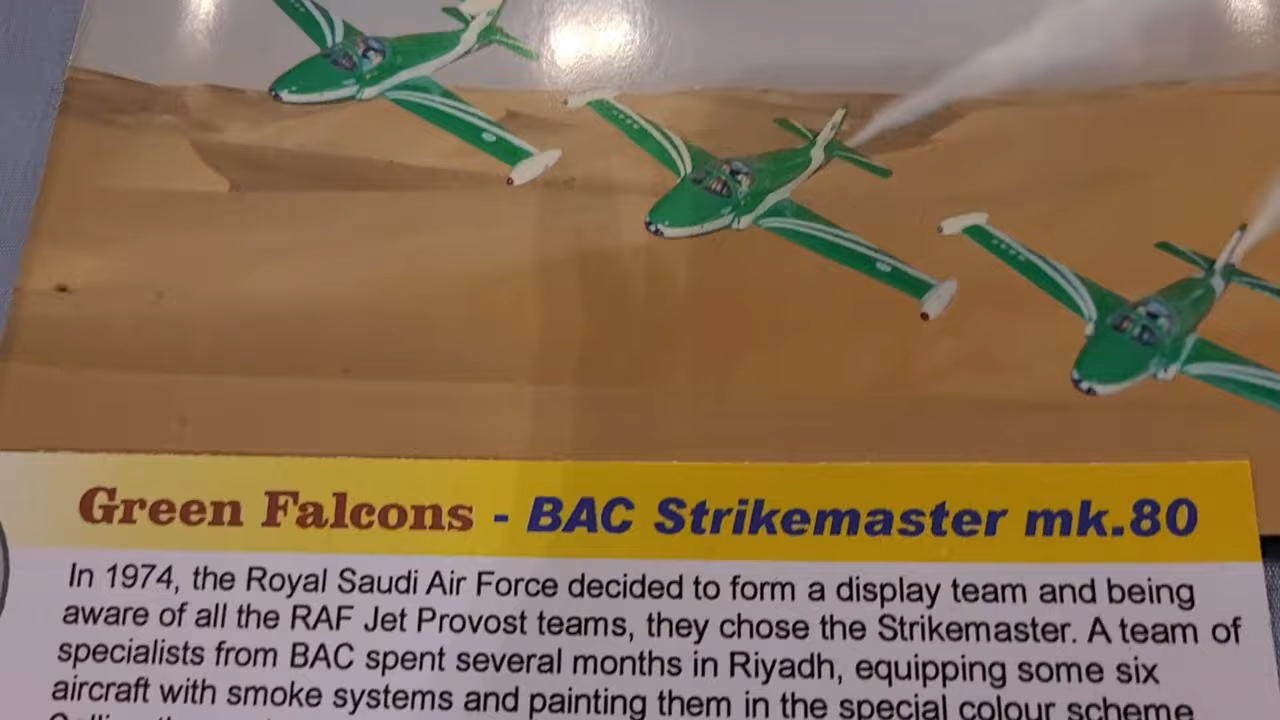 Green Falcons - BAC Strikemaster mk.80
In 1974, the Royal Saudi Air Force decided to form a display team and being
aware of all the RAF Jet Provost teams, they chose the Strikemaster. A team of
specialists from BAC spent several months in Riyadh, equipping some six
aircraft with smoke systems and painting them in the special colour scheme.